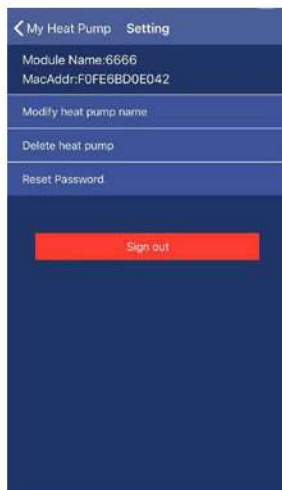 My Heat Pump Setting
Module Name:6666
MacAddr:F0FE6BD0E042
Modify heat pump name
Delete heat pump
Reset Password
Sign out